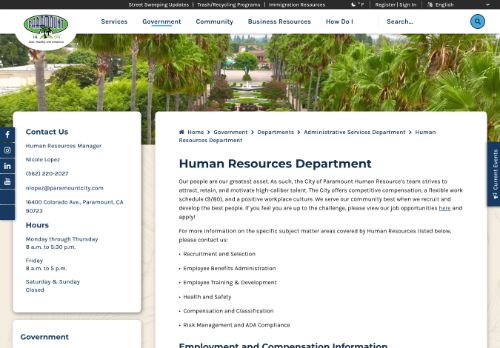 Street Sweeping Updates | Trash/Recycling Programs | Immigration Resources
°F
Register | Sign In
English
PARAMOUNT
Services
Government
Community
Business Resources
How Do I
Search...
Contact Us
Human Resources Manager
Nicole Lopez
(562) 220-2027
nlopez@paramountcity.com
16400 Colorado Ave., Paramount, CA
90723
Hours
Monday through Thursday
8 a.m. to 5:30 p.m.
Friday
8 a.m. to 5 p.m.
Saturday & Sunday
Closed
Government
Home > Government > Departments > Administrative Services Department > Human
Resources Department
Human Resources Department
Our people are our greatest asset. As such, the City of Paramount Human Resource's team strives to
attract, retain, and motivate high-caliber talent. The City offers competitive compensation, a flexible work
schedule (9/80), and a positive workplace culture. We serve our community best when we recruit and
develop the best people. If you feel you are up to the challenge, please view our job opportunities here and
apply!
For more information on the specific subject matter areas covered by Human Resources listed below,
please contact us:
• Recruitment and Selection
• Employee Benefits Administration
• Employee Training & Development
• Health and Safety
• Compensation and Classification
• Risk Management and ADA Compliance
Employment and Compensation Information
Current Events